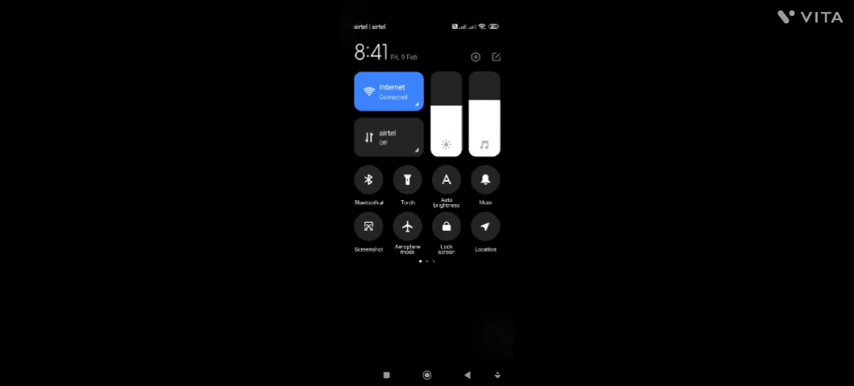 VITA
airtel | airtel
8:41 Fri, 9 Feb
Internet
Connected
airtel
Off
Bluetooth
Torch
Auto
brightness
Mute
Screenshot
Aeroplane
mode
Lock
screen
Location